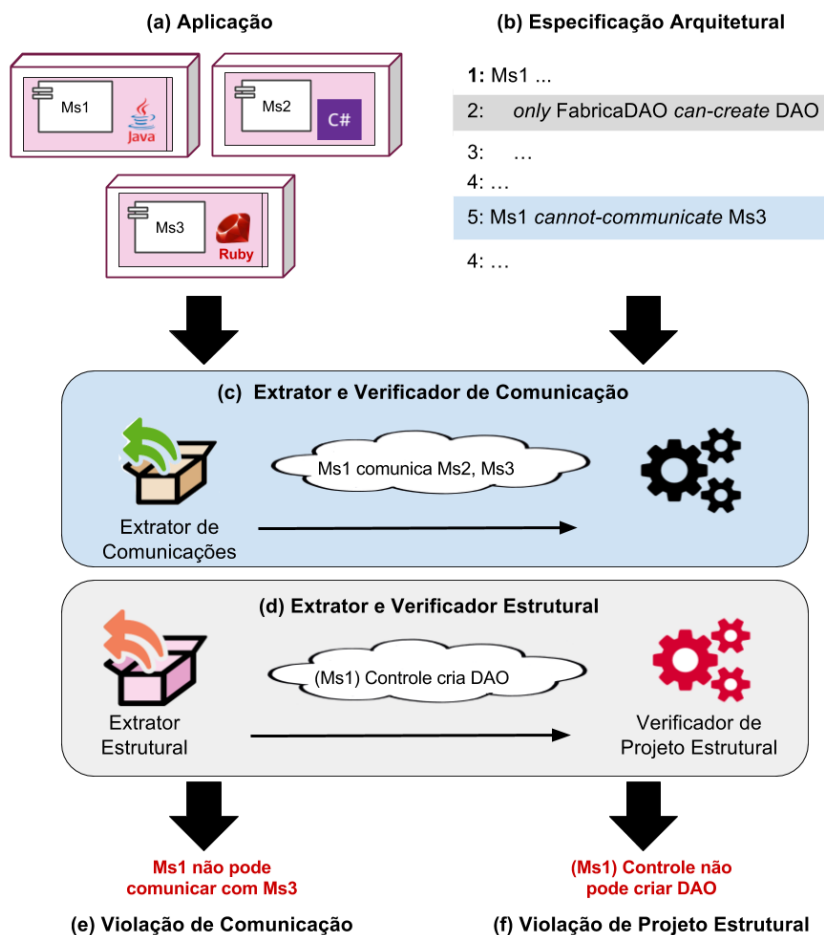 (a) Aplicação
(b) Especificação Arquitetural
Ms1
Java
Ms2
C#
Ms3
Ruby
1: Ms1 ...
2: only FabricaDAO can-create DAO
3: ...
4: ...
5: Ms1 cannot-communicate Ms3
4: ...
(c) Extrator e Verificador de Comunicação
Ms1 comunica Ms2, Ms3
Extrator de
Comunicações
(d) Extrator e Verificador Estrutural
(Ms1) Controle cria DAO
Extrator
Estrutural
Verificador de
Projeto Estrutural
Ms1 não pode
comunicar com Ms3
(Ms1) Controle não
pode criar DAO
(e) Violação de Comunicação
(f) Violação de Projeto Estrutural